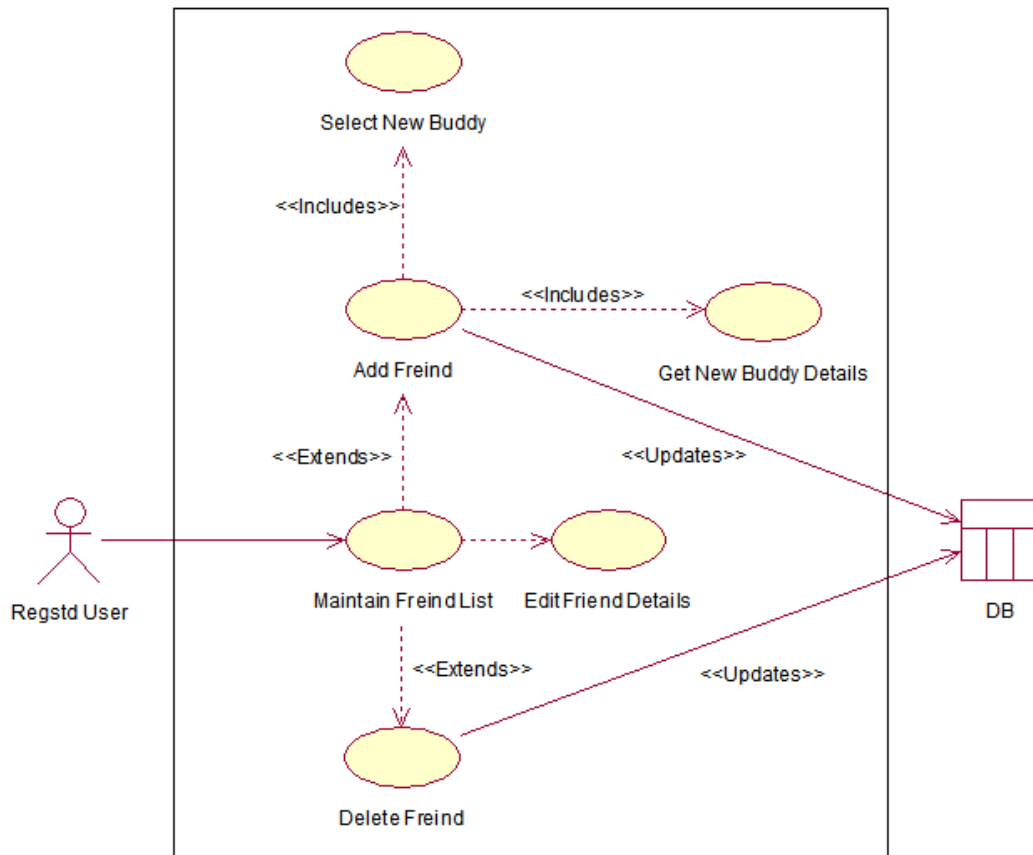 Select New Buddy
<<Includes>>
<<Includes>>
Add Freind
Get New Buddy Details
<<Extends>>
<<Updates>>
Regstd User
Maintain Freind List
Edit Friend Details
DB
<<Extends>>
<<Updates>>
Delete Freind